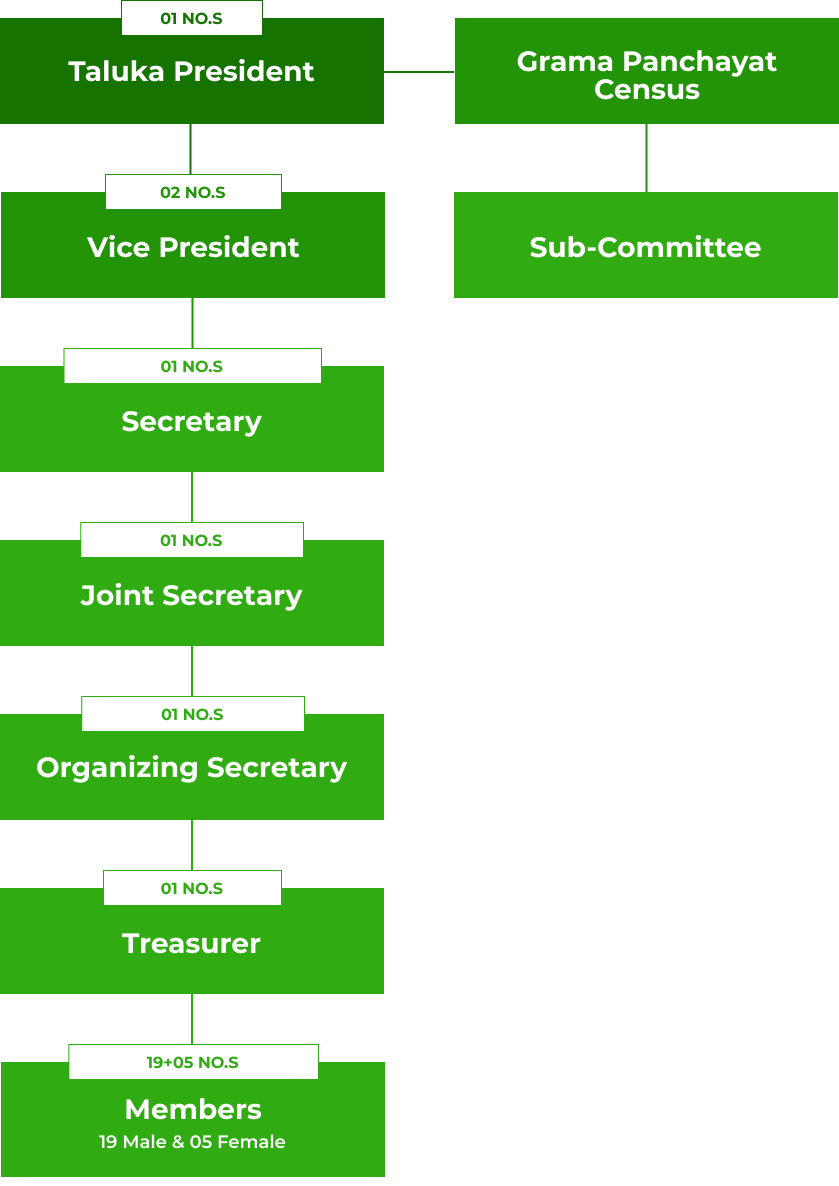 01 NO.S
Taluka President
Grama Panchayat
Census
02 NO.S
Vice President
Sub-Committee
01 NO.S
Secretary
01 NO.S
Joint Secretary
01 NO.S
Organizing Secretary
01 NO.S
Treasurer
19+05 NO.S
Members
19 Male & 05 Female